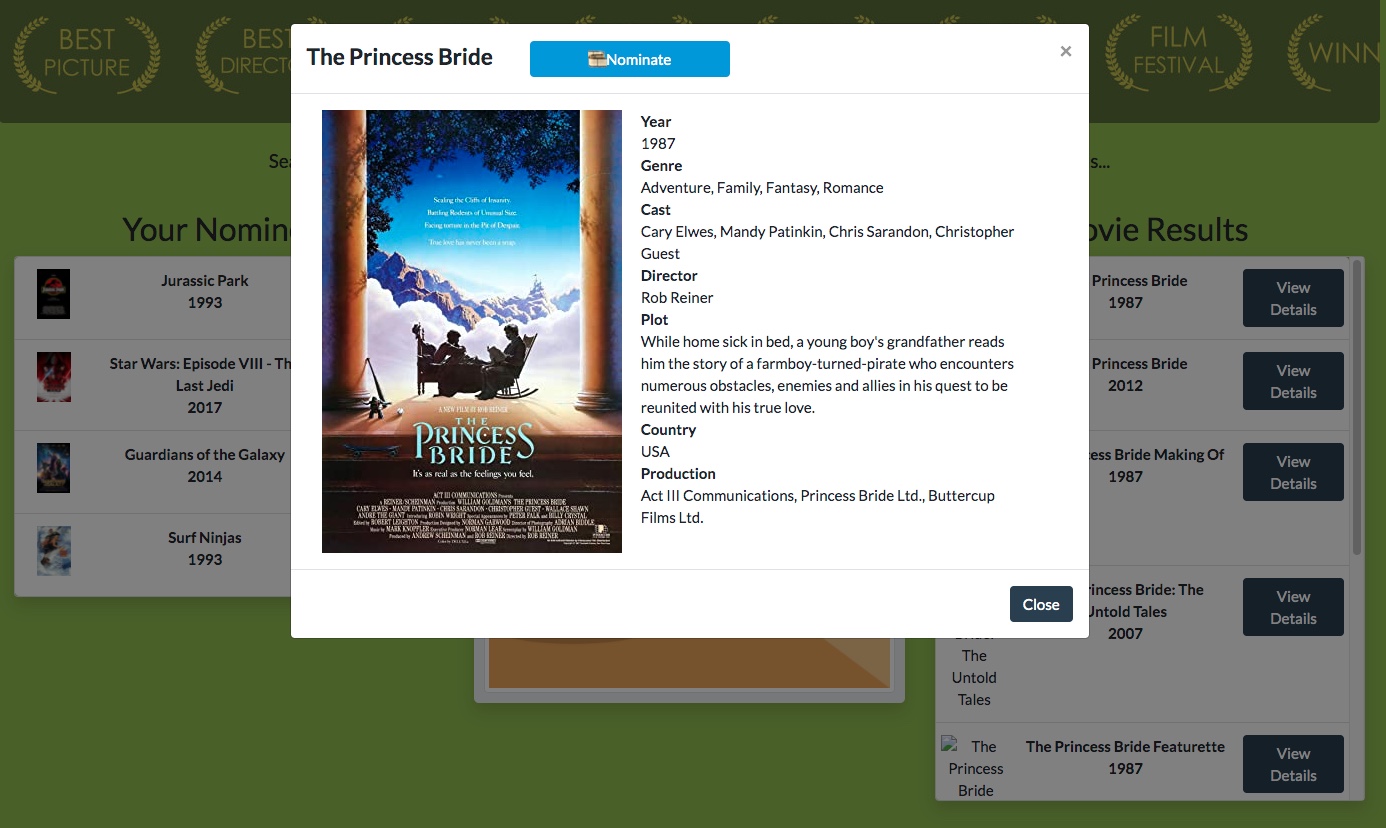 BEST
PICTURE
BEST
FILM
FESTIVAL
The Princess Bride
Nominate
×
Scaling the Cliffs of Insanity,
Battling Rodents of Unusual Size,
Facing torture in the Pit of Despair.
True love has never been a snap.
A NEW FILM BY ROB REINER
THE
PRINCESS
BRIDE
It's as real as the feelings you feel.
ACT III COMMUNICATIONS Presents
A REINER/SCHEINMAN Production WILLIAM GOLDMAN'S THE PRINCESS BRIDE
CARY ELWES · MANDY PATINKIN · CHRIS SARANDON · CHRISTOPHER GUEST · WALLACE SHAWN
ANDRE THE GIANT Introducing ROBIN WRIGHT Special Appearances by PETER FALK and BILLY CRYSTAL
Edited by ROBERT LEIGHTON Production Designed by NORMAN GARWOOD Director of Photography ADRIAN BIDDLE
Music by MARK KNOPFLER Executive Producer NORMAN LEAR Screenplay by WILLIAM GOLDMAN
Produced by ANDREW SCHEINMAN and ROB REINER Directed by ROB REINER
Year
1987
Genre
Adventure, Family, Fantasy, Romance
Cast
Cary Elwes, Mandy Patinkin, Chris Sarandon, Christopher
Guest
Director
Rob Reiner
Plot
While home sick in bed, a young boy's grandfather reads
him the story of a farmboy-turned-pirate who encounters
numerous obstacles, enemies and allies in his quest to be
reunited with his true love.
Country
USA
Production
Act III Communications, Princess Bride Ltd., Buttercup
Films Ltd.
Close
Your
Jurassic Park
1993
Star Wars: Episode VIII - Th
Last Jedi
2017
Guardians of the Galaxy
2014
Surf Ninjas
1993
Results
Princess Bride
1987
View
Details
Princess Bride
2012
View
Details
Making Of
1987
View
Details
Bride: The
Untold Tales
2007
View
Details
The
Untold
Tales
The
Princess
Bride
The Princess Bride Featurette
1987
View
Details